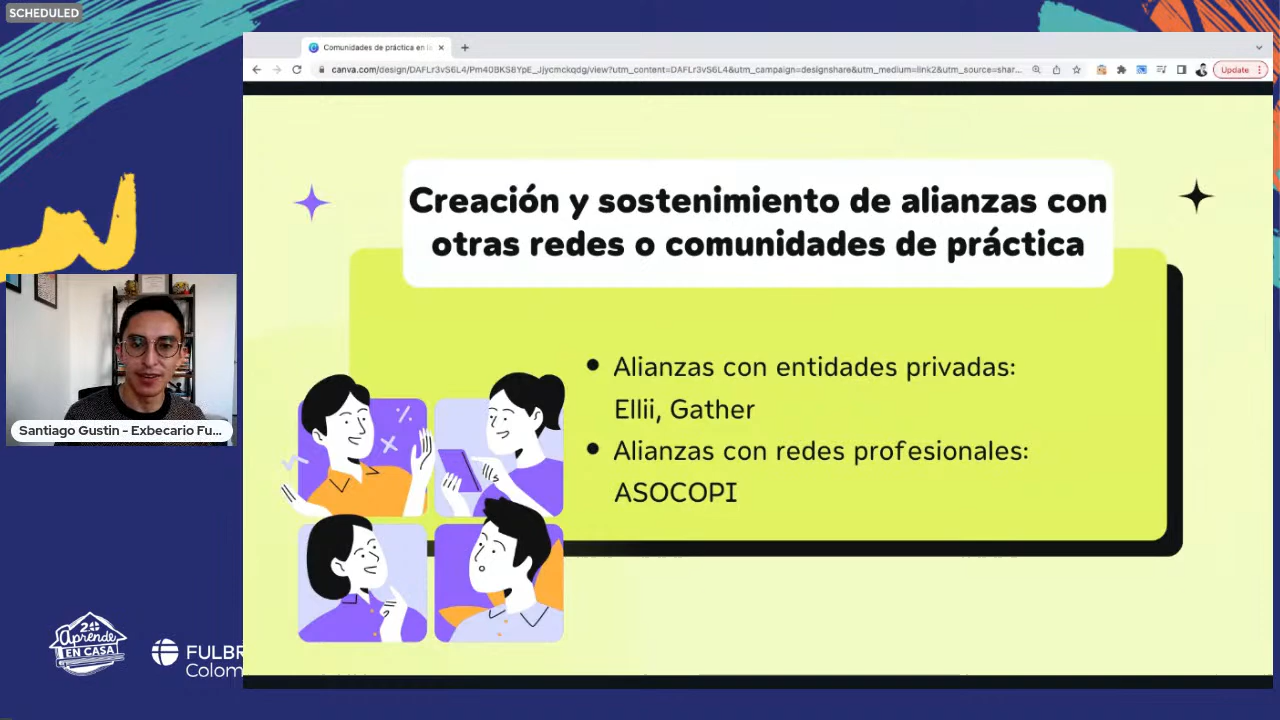 SCHEDULED
Comunidades de práctica en la
canva.com/design/DAFLr3vS6L4/Pm40BKS8YpE_Jjycmckqdg/view?utm_content=DAFLr3vS6L4&utm_campaign=designshare&utm_medium=link2&utm_source=shar...
Update
Creación y sostenimiento de alianzas con
otras redes o comunidades de práctica
• Alianzas con entidades privadas:
Ellii, Gather
• Alianzas con redes profesionales:
ASOCOPI
Santiago Gustin - Exbecario Fu...
Aprende
EN CASA
FULBR
Colom